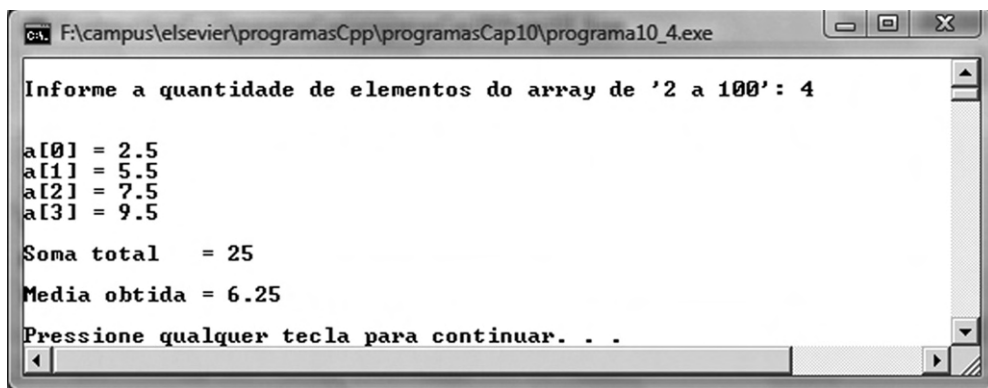 F:\campus\elsevier\programasCpp\programasCap10\programa10_4.exe
Informe a quantidade de elementos do array de '2 a 100': 4
a[0] = 2.5
a[1] = 5.5
a[2] = 7.5
a[3] = 9.5
Soma total = 25
Media obtida = 6.25
Pressione qualquer tecla para continuar. . .